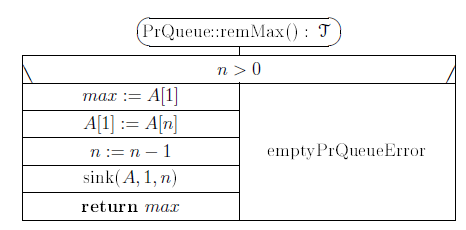 PrQueue::remMax() : 𝒯
n > 0
max := A[1]
A[1] := A[n]
n := n − 1
sink(A, 1, n)
return max
emptyPrQueueError